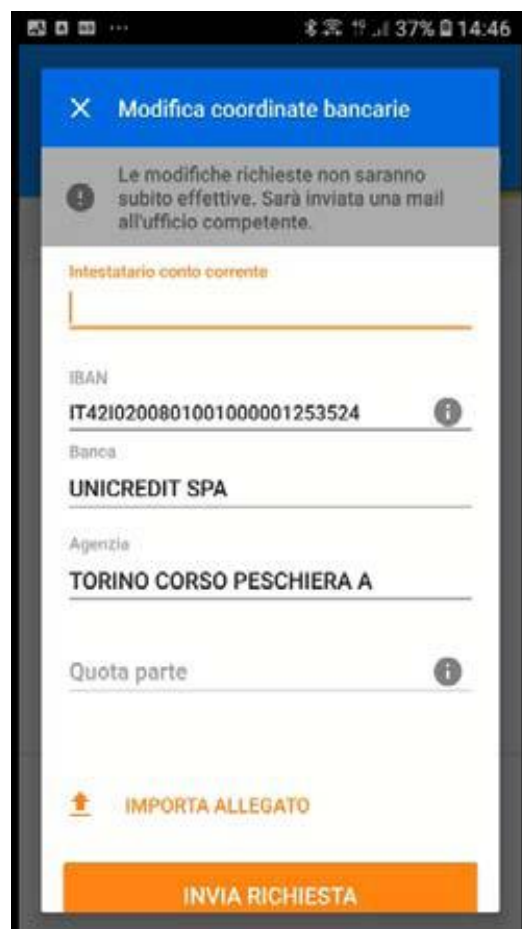 37% 14:46
Modifica coordinate bancarie
Le modifiche richieste non saranno
subito effettive. Sarà inviata una mail
all'ufficio competente.
Intestatario conto corrente
IBAN
IT42I0200801001000001253524
Banca
UNICREDIT SPA
Agenzia
TORINO CORSO PESCHIERA A
Quota parte
IMPORTA ALLEGATO
INVIA RICHIESTA